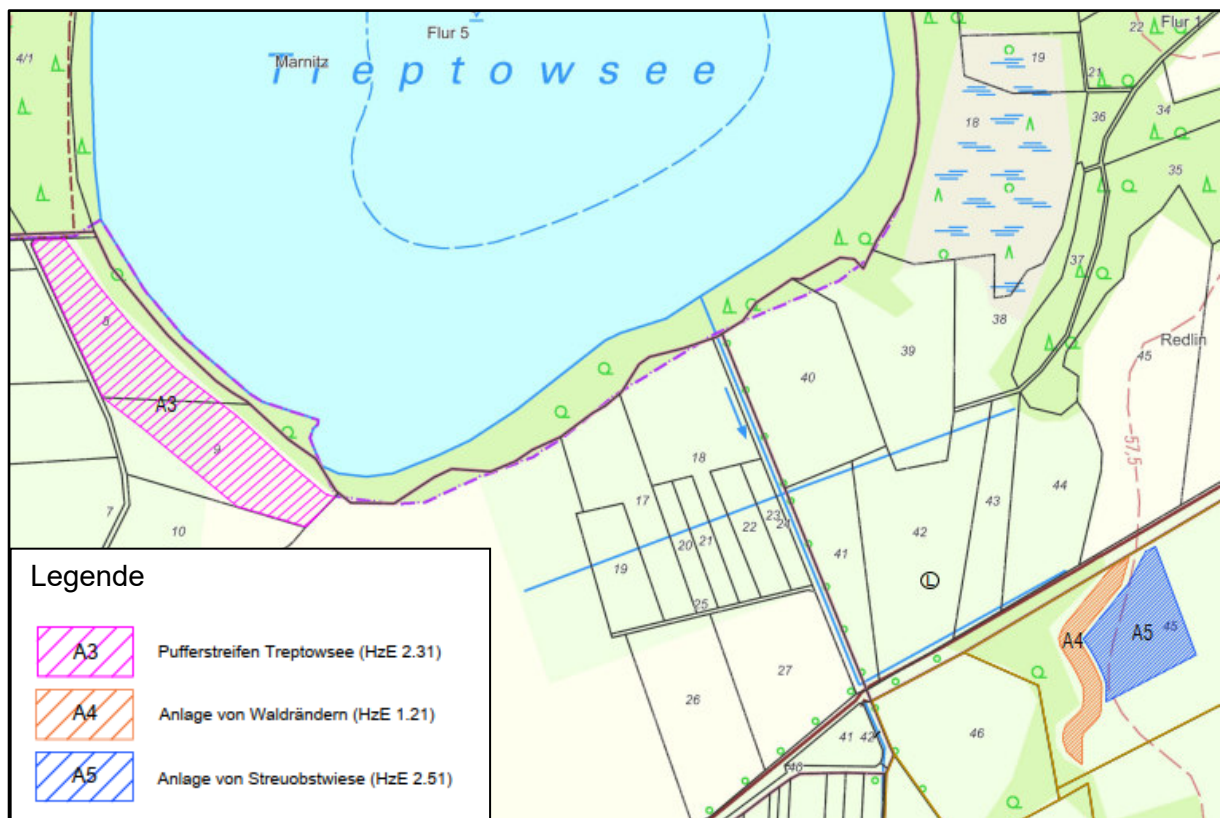 Flur 5
Flur 1
22
4/1
Marnitz
Treptowsee
19
21
18
36
34
35
37
8
38
Redlin
45
39
40
A3
9
57,5
18
17
44
43
7
10
23
24
22
42
41
20
21
19
L
25
Legende
A3 Pufferstreifen Treptowsee (HzE 2.31)
A4 Anlage von Waldrändern (HzE 1.21)
A5 Anlage von Streuobstwiese (HzE 2.51)
A4
A5
45
27
26
41
42
46
40